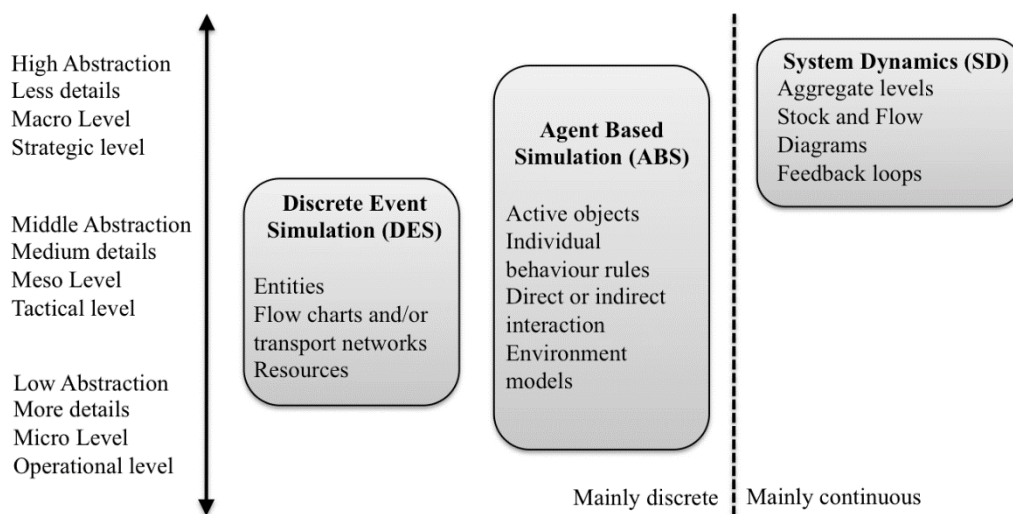 High Abstraction
Less details
Macro Level
Strategic level
Middle Abstraction
Medium details
Meso Level
Tactical level
Low Abstraction
More details
Micro Level
Operational level
Discrete Event
Simulation (DES)
Entities
Flow charts and/or
transport networks
Resources
Agent Based
Simulation (ABS)
Active objects
Individual
behaviour rules
Direct or indirect
interaction
Environment
models
System Dynamics (SD)
Aggregate levels
Stock and Flow
Diagrams
Feedback loops
Mainly discrete
Mainly continuous